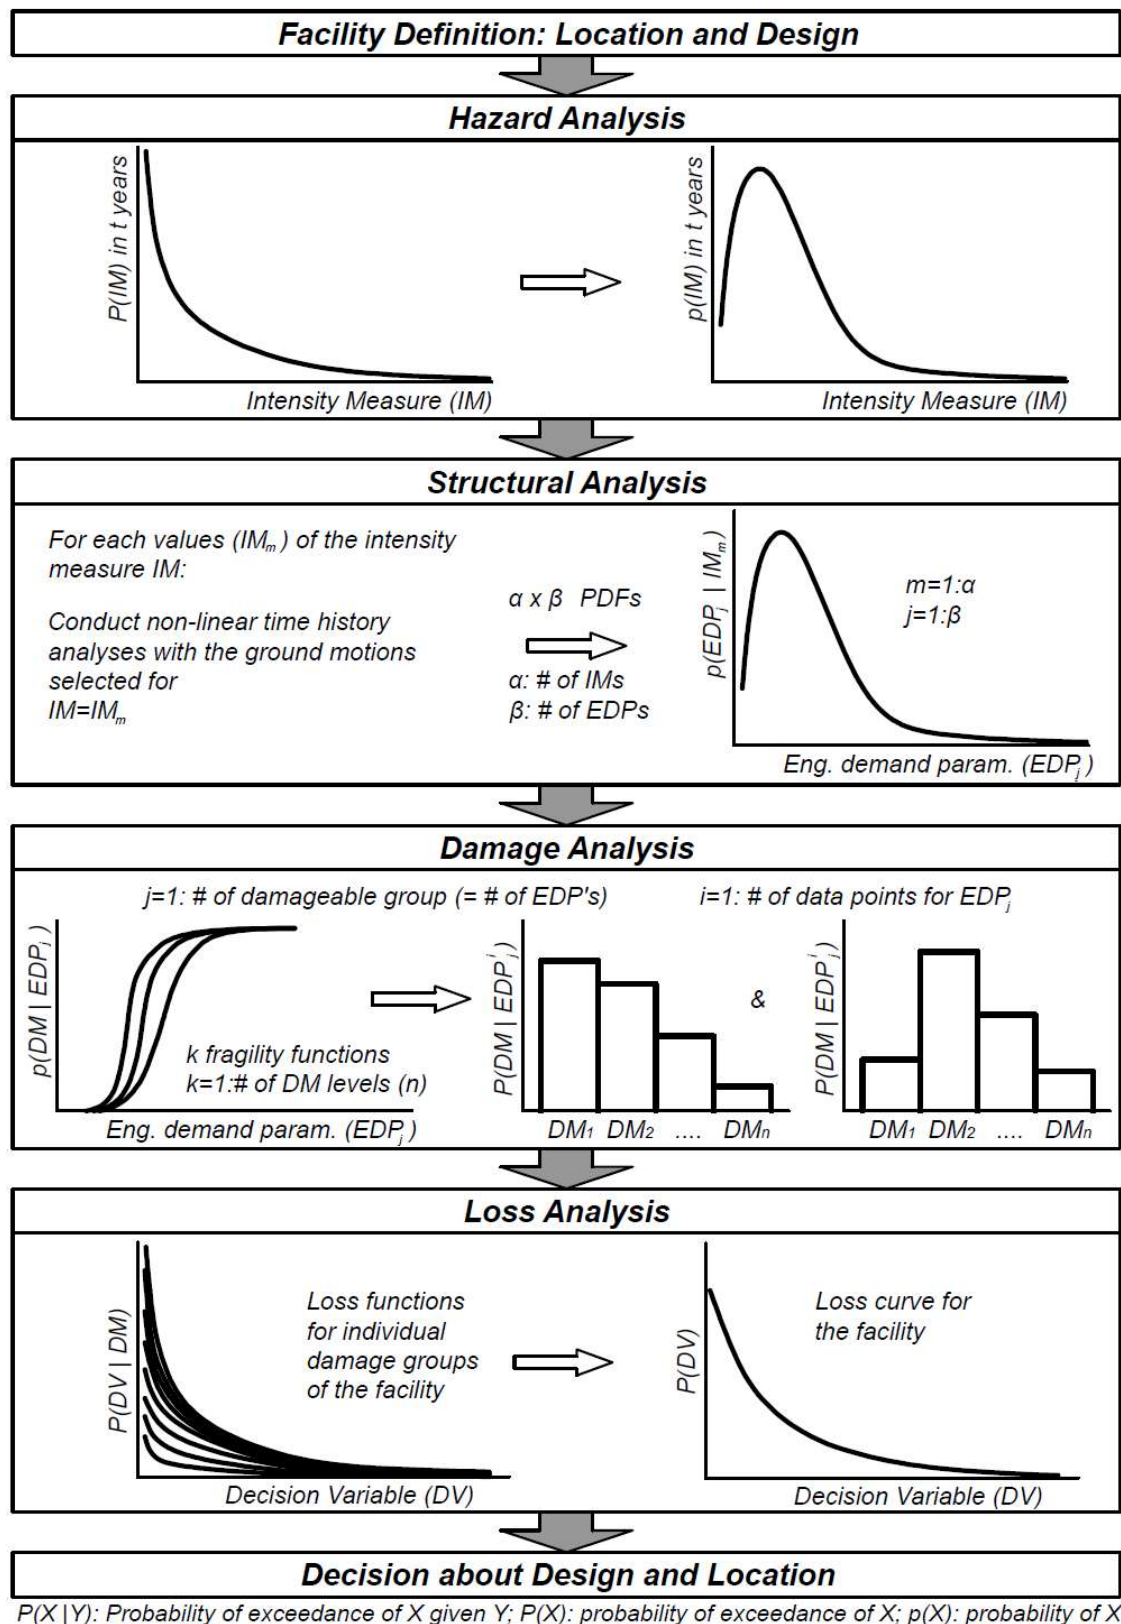 Facility Definition: Location and Design
Hazard Analysis
P(IM) in t years
Intensity Measure (IM)
p(IM) in t years
Intensity Measure (IM)
Structural Analysis
For each values (IMm) of the intensity
measure IM:
Conduct non-linear time history
analyses with the ground motions
selected for
IM=IMm
α x β PDFs
α: # of IMs
β: # of EDPs
p(EDPj | IMm)
m=1:α
j=1:β
Eng. demand param. (EDPj)
Damage Analysis
j=1: # of damageable group (= # of EDP's)
i=1: # of data points for EDPj
p(DM | EDPj)
k fragility functions
k=1:# of DM levels (n)
Eng. demand param. (EDPj)
P(DM | EDPj^i)
DM1 DM2 .... DMn
&
P(DM | EDPj^i)
DM1 DM2 .... DMn
Loss Analysis
P(DV | DM)
Loss functions
for individual
damage groups
of the facility
Decision Variable (DV)
P(DV)
Loss curve for
the facility
Decision Variable (DV)
Decision about Design and Location
P(X |Y): Probability of exceedance of X given Y; P(X): probability of exceedance of X; p(X): probability of X